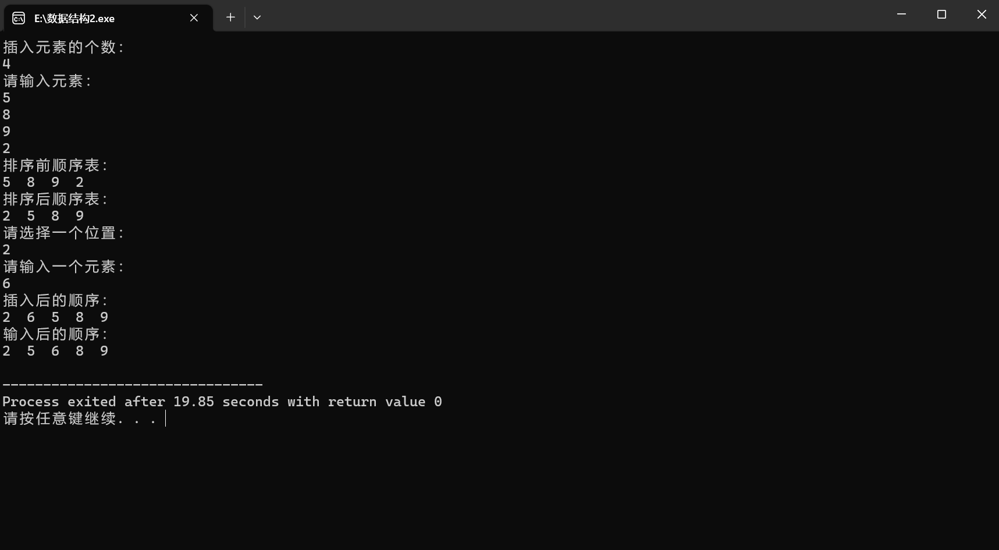 E:\数据结构2.exe
插入元素的个数：
4
请输入元素：
5
8
9
2
排序前顺序表：
5  8  9  2
排序后顺序表：
2  5  8  9
请选择一个位置：
2
请输入一个元素：
6
插入后的顺序：
2  6  5  8  9
输入后的顺序：
2  5  6  8  9
--------------------------------
Process exited after 19.85 seconds with return value 0
请按任意键继续. . .